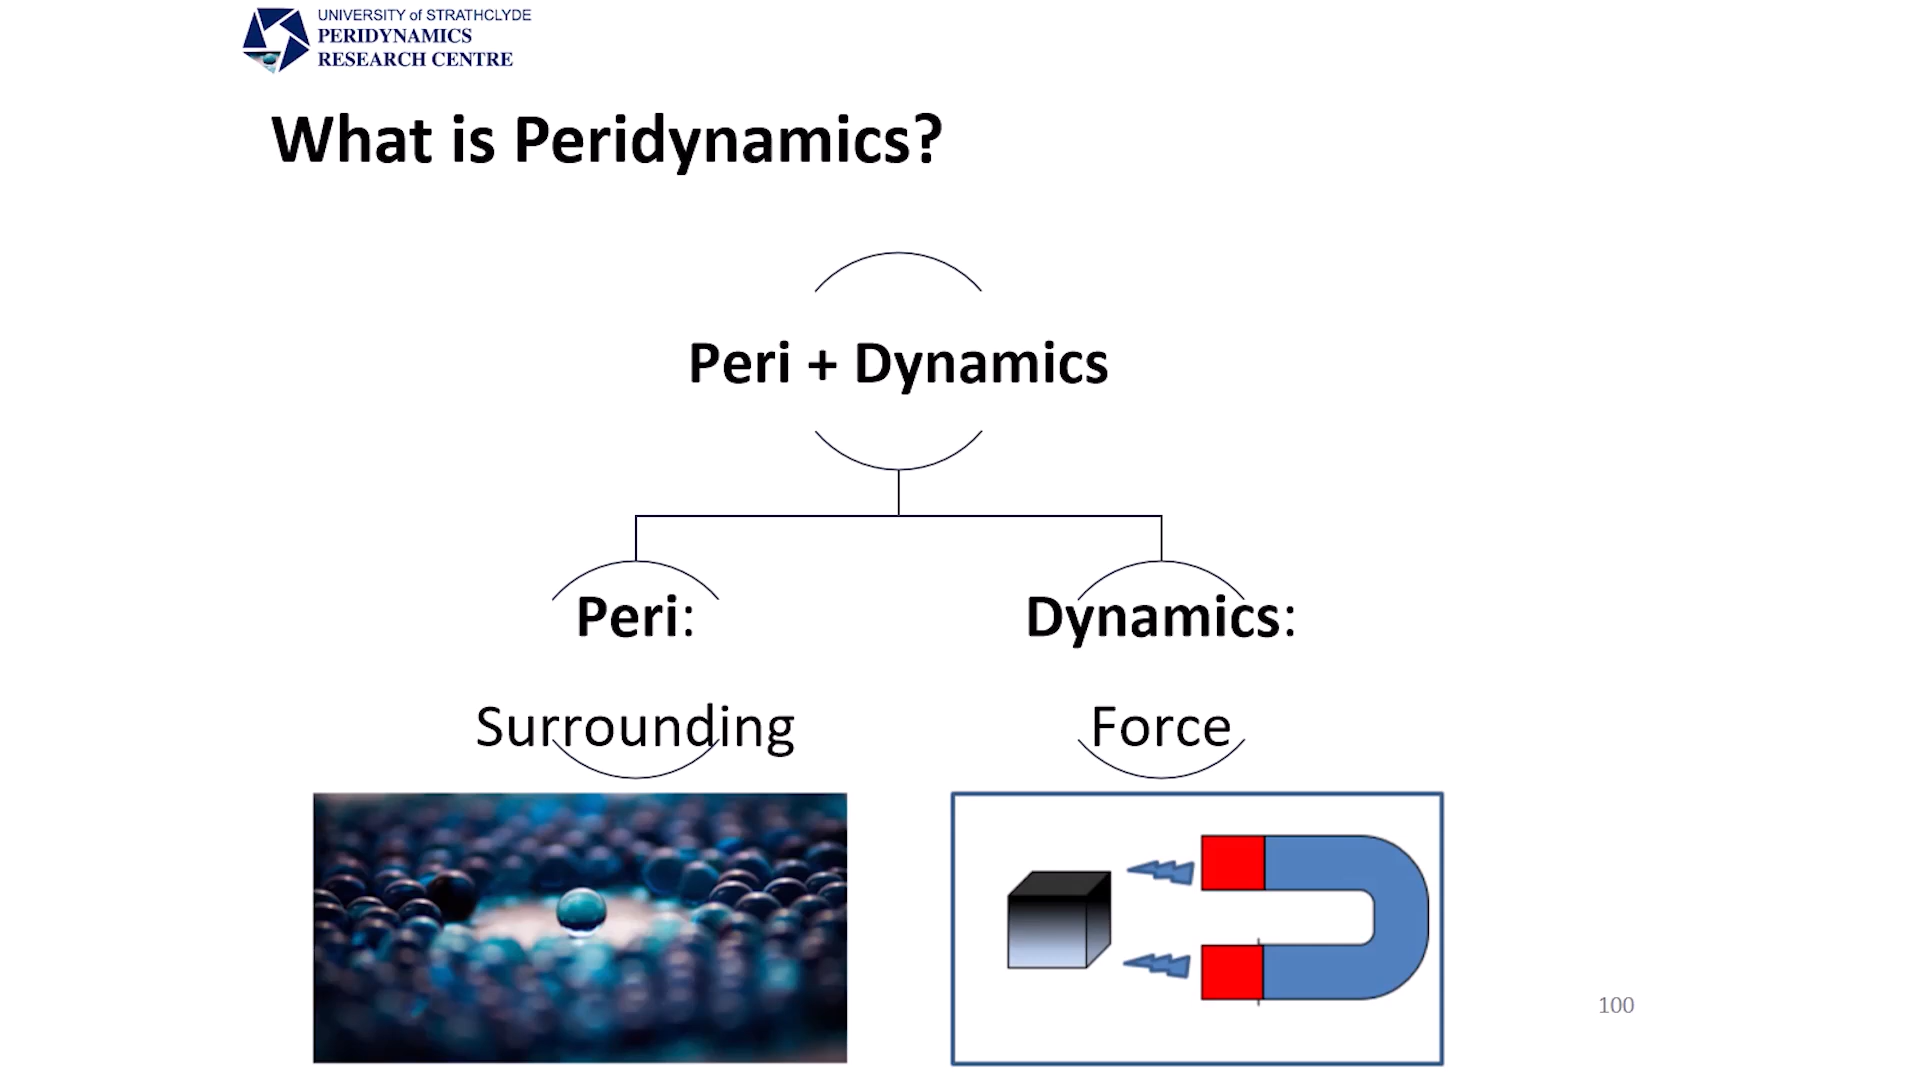 UNIVERSITY of STRATHCLYDE
PERIDYNAMICS
RESEARCH CENTRE
What is Peridynamics?
Peri + Dynamics
Peri:
Surrounding
Dynamics:
Force
100